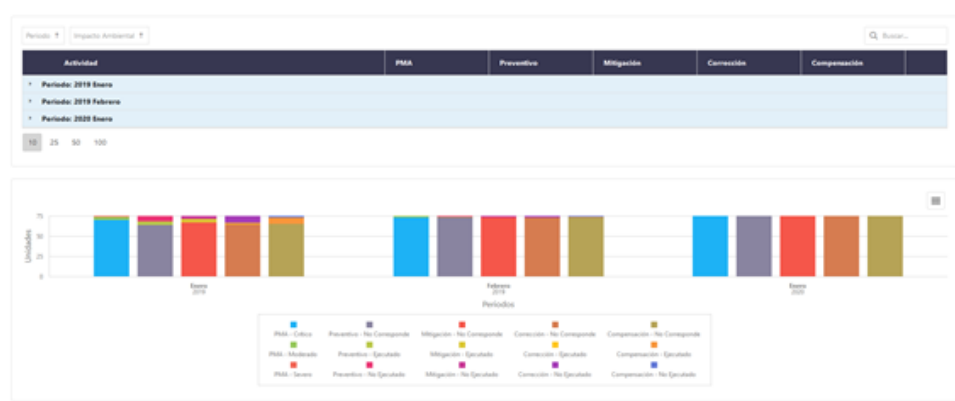 Periodo ↑ Impacto Ambiental ↑ Buscar...
Actividad PMA Preventivo Mitigación Corrección Compensación
Periodo: 2019 Enero
Periodo: 2019 Febrero
Periodo: 2020 Enero
10 25 50 100
75
50
25
0
Unidades
Enero Febrero Enero
2019 2019 2020
Periodos
PMA - Crítico Preventivo - No Corresponde Mitigación - No Corresponde Corrección - No Corresponde Compensación - No Corresponde
PMA - Moderado Preventivo - Ejecutado Mitigación - Ejecutado Corrección - Ejecutado Compensación - Ejecutado
PMA - Severo Preventivo - No Ejecutado Mitigación - No Ejecutado Corrección - No Ejecutado Compensación - No Ejecutado